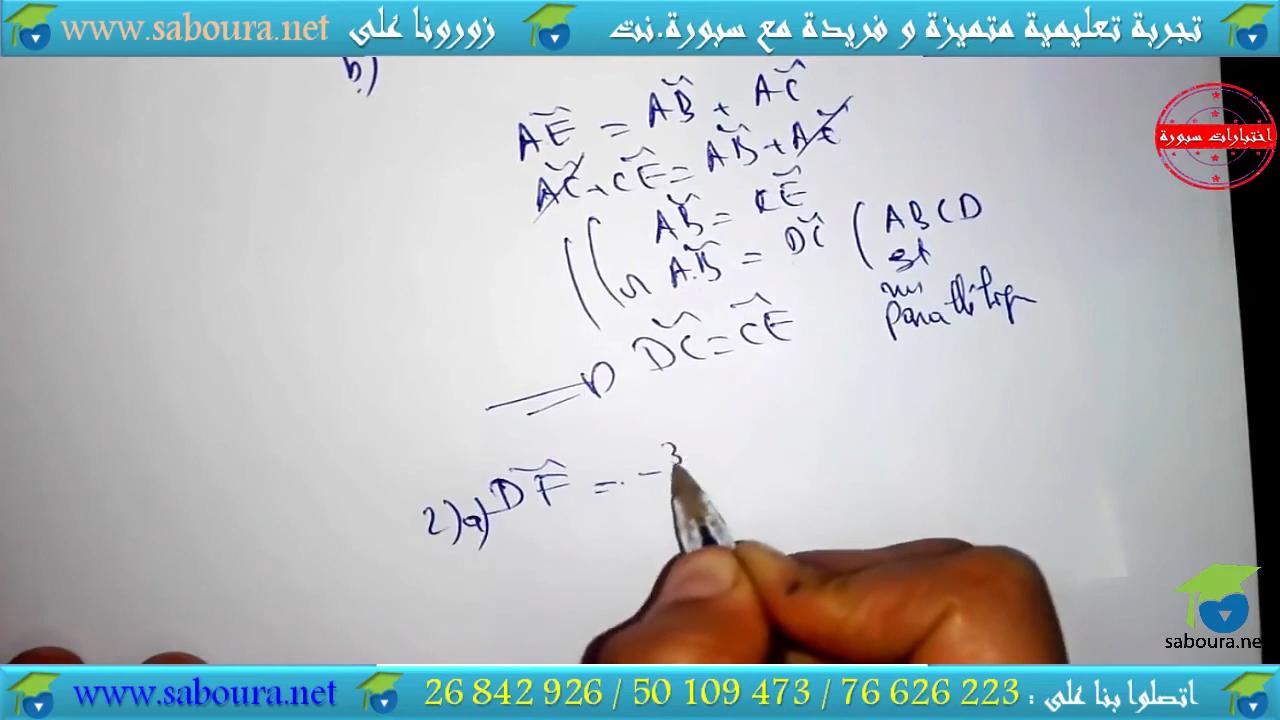 www.saboura.net زورونا على تجربة تعليمية متميزة و فريدة مع سبورة.نت
b)
AE = AB + AC
AC + CE = AB + AC
AB = CE
AB = DC ( ABCD
est
DC = CE
2) a) DF = - 3
اختبارات سبورة
saboura.ne
www.saboura.net 26 842 926 / 50 109 473 / 76 626 223 : اتصلوا بنا على